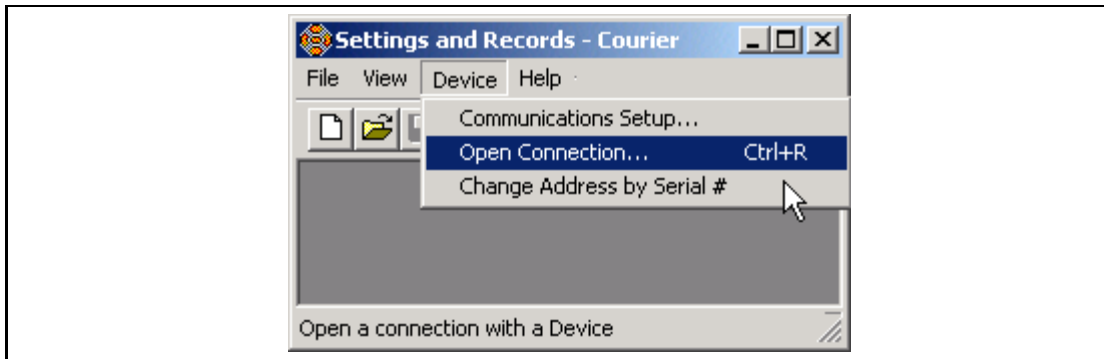 Settings and Records - Courier
File View Device Help
Communications Setup...
Open Connection... Ctrl+R
Change Address by Serial #
Open a connection with a Device